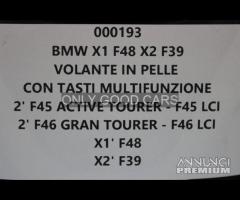 000193
BMW X1 F48 X2 F39
VOLANTE IN PELLE
CON TASTI MULTIFUNZIONE
ONLY GOOD CARS
2' F45 ACTIVE TOURER - F45 LCI
2' F46 GRAN TOURER - F46 LCI
X1' F48
X2' F39
ANNUNCI
PREMIUM